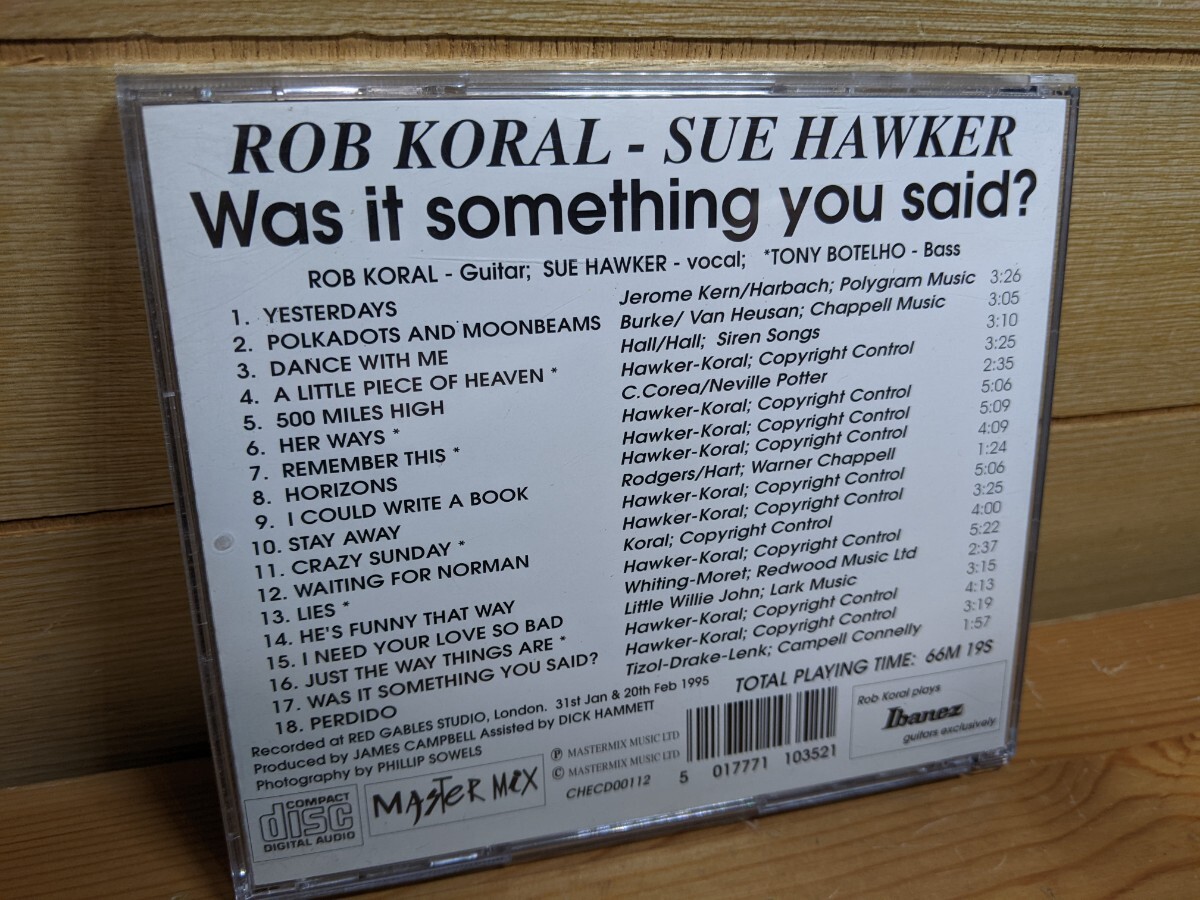 ROB KORAL - SUE HAWKER
Was it something you said?
ROB KORAL - Guitar; SUE HAWKER - vocal; *TONY BOTELHO - Bass
1. YESTERDAYS Jerome Kern/Harbach; Polygram Music 3:26
2. POLKADOTS AND MOONBEAMS Burke/ Van Heusan; Chappell Music 3:05
3. DANCE WITH ME Hall/Hall; Siren Songs 3:10
4. A LITTLE PIECE OF HEAVEN * Hawker-Koral; Copyright Control 3:25
5. 500 MILES HIGH C.Corea/Neville Potter 2:35
6. HER WAYS * Hawker-Koral; Copyright Control 5:06
7. REMEMBER THIS * Hawker-Koral; Copyright Control 5:09
8. HORIZONS Hawker-Koral; Copyright Control 4:09
9. I COULD WRITE A BOOK Rodgers/Hart; Warner Chappell 1:24
10. STAY AWAY Hawker-Koral; Copyright Control 5:06
11. CRAZY SUNDAY * Hawker-Koral; Copyright Control 3:25
12. WAITING FOR NORMAN Koral; Copyright Control 4:00
13. LIES * Hawker-Koral; Copyright Control 5:22
14. HE'S FUNNY THAT WAY Whiting-Moret; Redwood Music Ltd 2:37
15. I NEED YOUR LOVE SO BAD Little Willie John; Lark Music 3:15
16. JUST THE WAY THINGS ARE * Hawker-Koral; Copyright Control 4:13
17. WAS IT SOMETHING YOU SAID? Hawker-Koral; Copyright Control 3:19
18. PERDIDO Tizol-Drake-Lenk; Campell Connelly 1:57
TOTAL PLAYING TIME: 66M 19S
Recorded at RED GABLES STUDIO, London. 31st Jan & 20th Feb 1995
Produced by JAMES CAMPBELL Assisted by DICK HAMMETT
Photography by PHILLIP SOWELS
COMPACT
disc
DIGITAL AUDIO
MASTER MIX
℗ MASTERMIX MUSIC LTD
© MASTERMIX MUSIC LTD
CHECD00112
5 017771 103521
Rob Koral plays
Ibanez
guitars exclusively